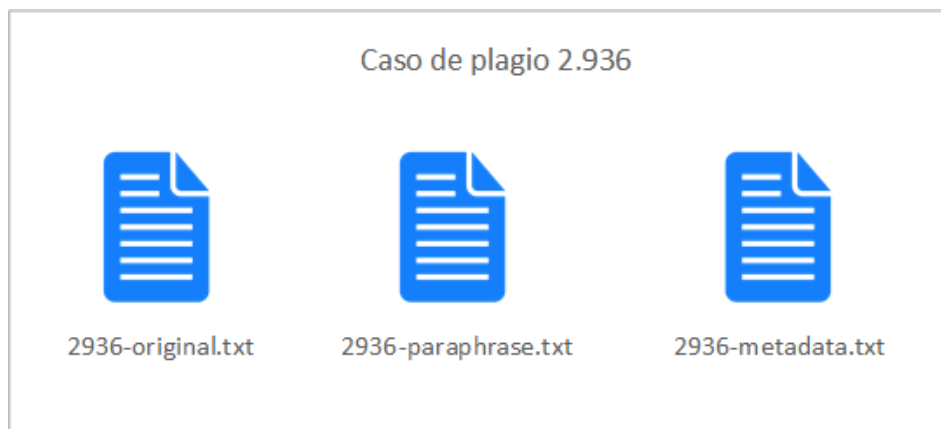 Caso de plagio 2.936
2936-original.txt 2936-paraphrase.txt 2936-metadata.txt